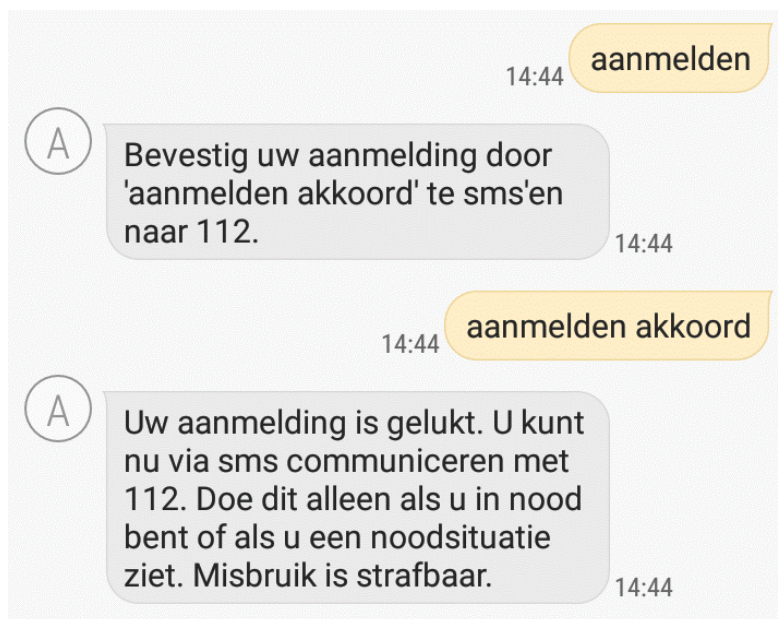 aanmelden
14:44
A
Bevestig uw aanmelding door
'aanmelden akkoord' te sms'en
naar 112.
14:44
aanmelden akkoord
14:44
A
Uw aanmelding is gelukt. U kunt
nu via sms communiceren met
112. Doe dit alleen als u in nood
bent of als u een noodsituatie
ziet. Misbruik is strafbaar.
14:44